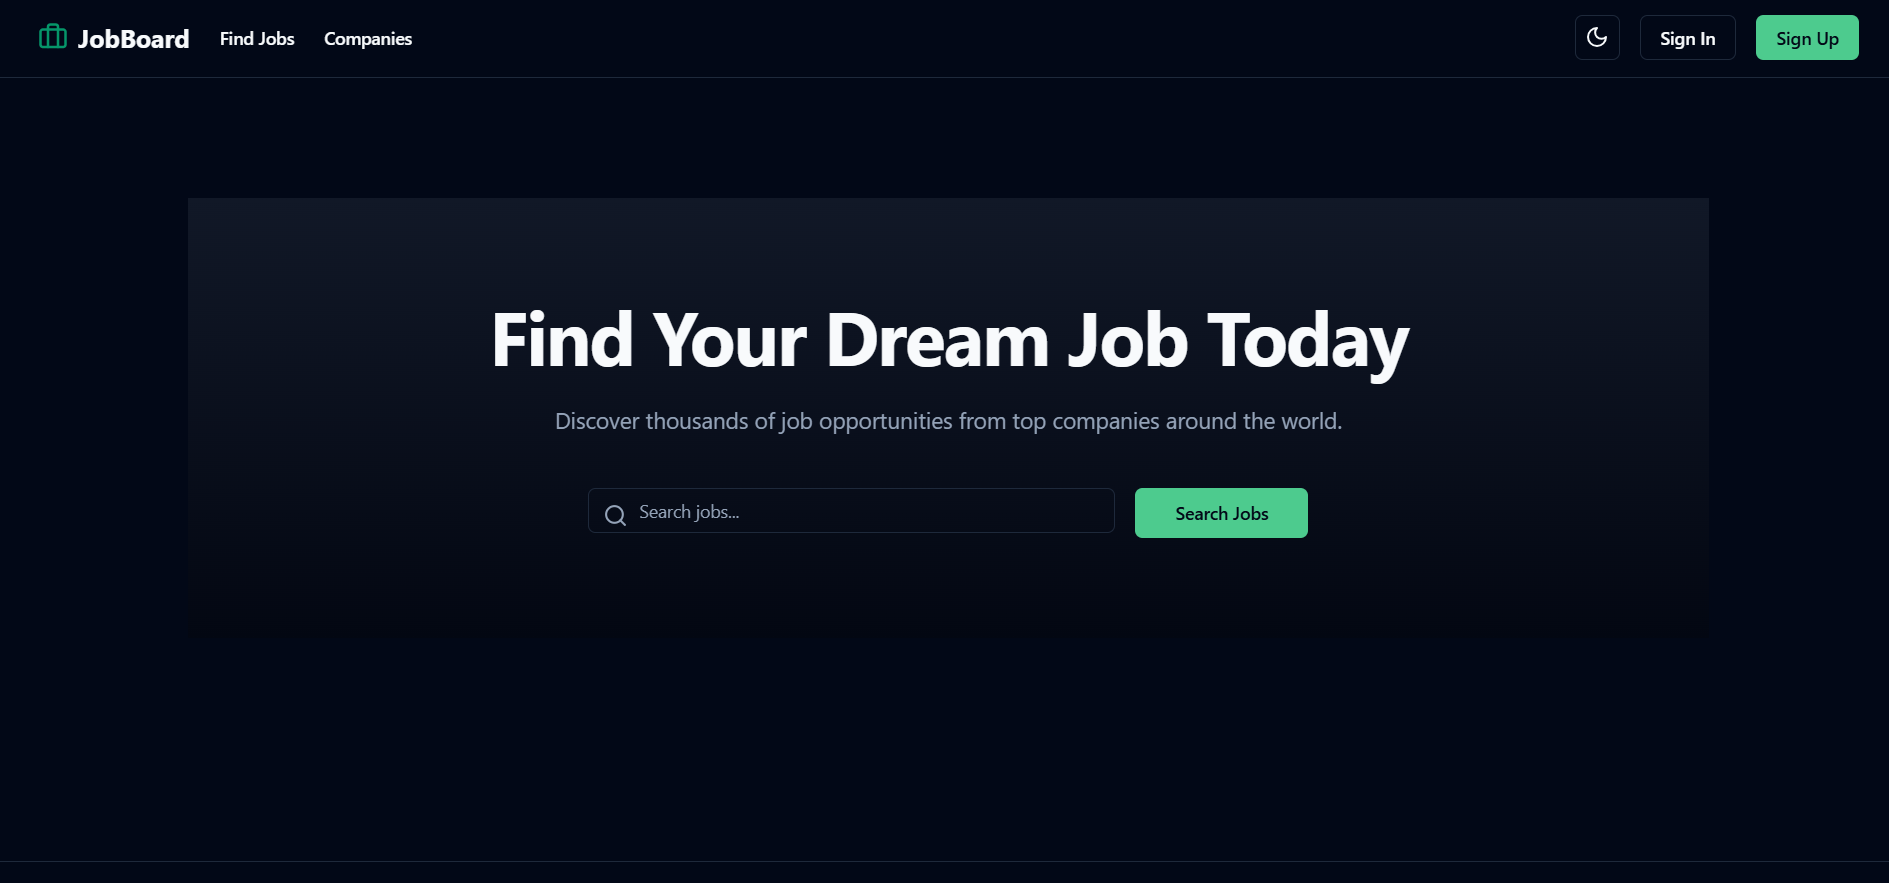 JobBoard Find Jobs Companies Sign In Sign Up
Find Your Dream Job Today
Discover thousands of job opportunities from top companies around the world.
Search jobs... Search Jobs